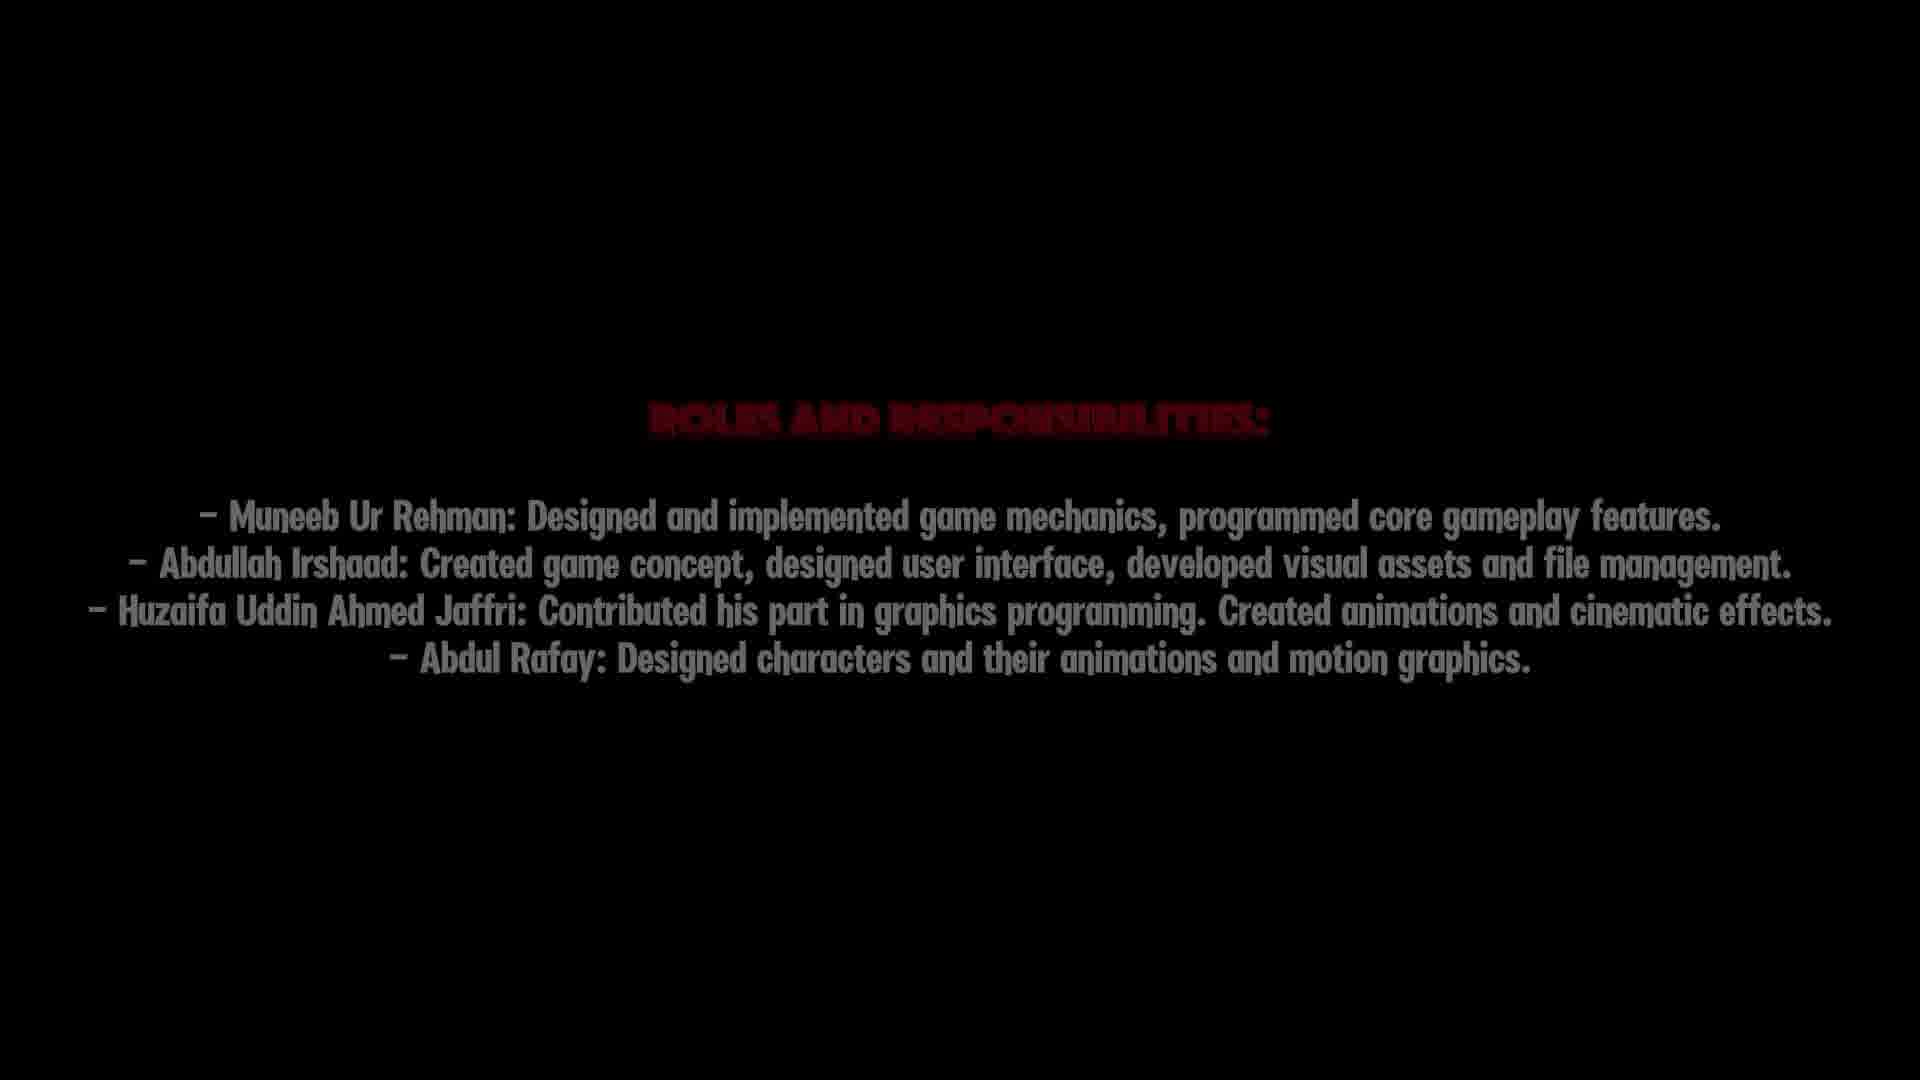 ROLES AND RESPONSIBILITIES:
- Muneeb Ur Rehman: Designed and implemented game mechanics, programmed core gameplay features.
- Abdullah Irshaad: Created game concept, designed user interface, developed visual assets and file management.
- Huzaifa Uddin Ahmed Jaffri: Contributed his part in graphics programming. Created animations and cinematic effects.
- Abdul Rafay: Designed characters and their animations and motion graphics.